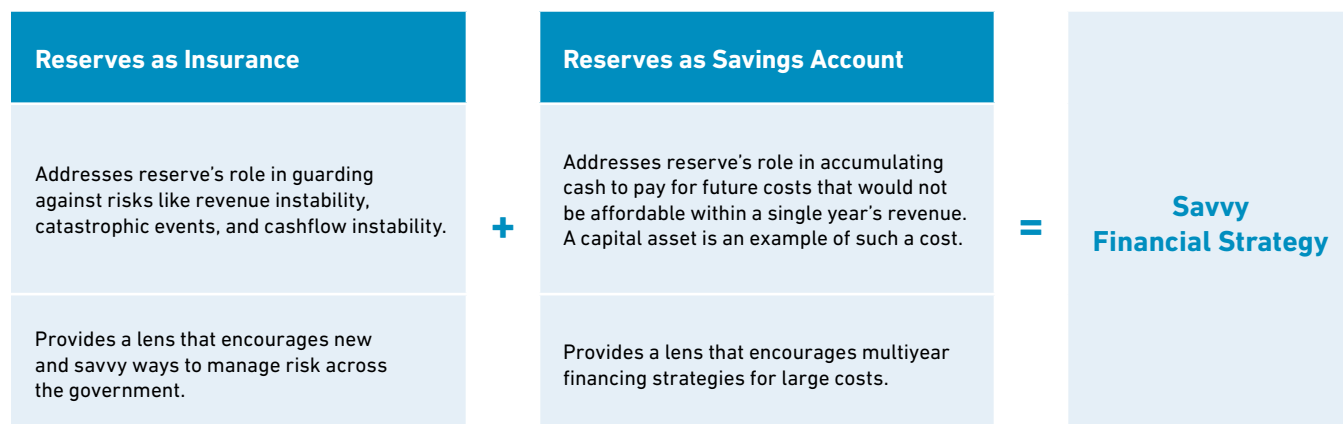 Reserves as Insurance
Addresses reserve's role in guarding
against risks like revenue instability,
catastrophic events, and cashflow instability.
Provides a lens that encourages new
and savvy ways to manage risk across
the government.
+
Reserves as Savings Account
Addresses reserve's role in accumulating
cash to pay for future costs that would not
be affordable within a single year's revenue.
A capital asset is an example of such a cost.
Provides a lens that encourages multiyear
financing strategies for large costs.
=
Savvy
Financial Strategy